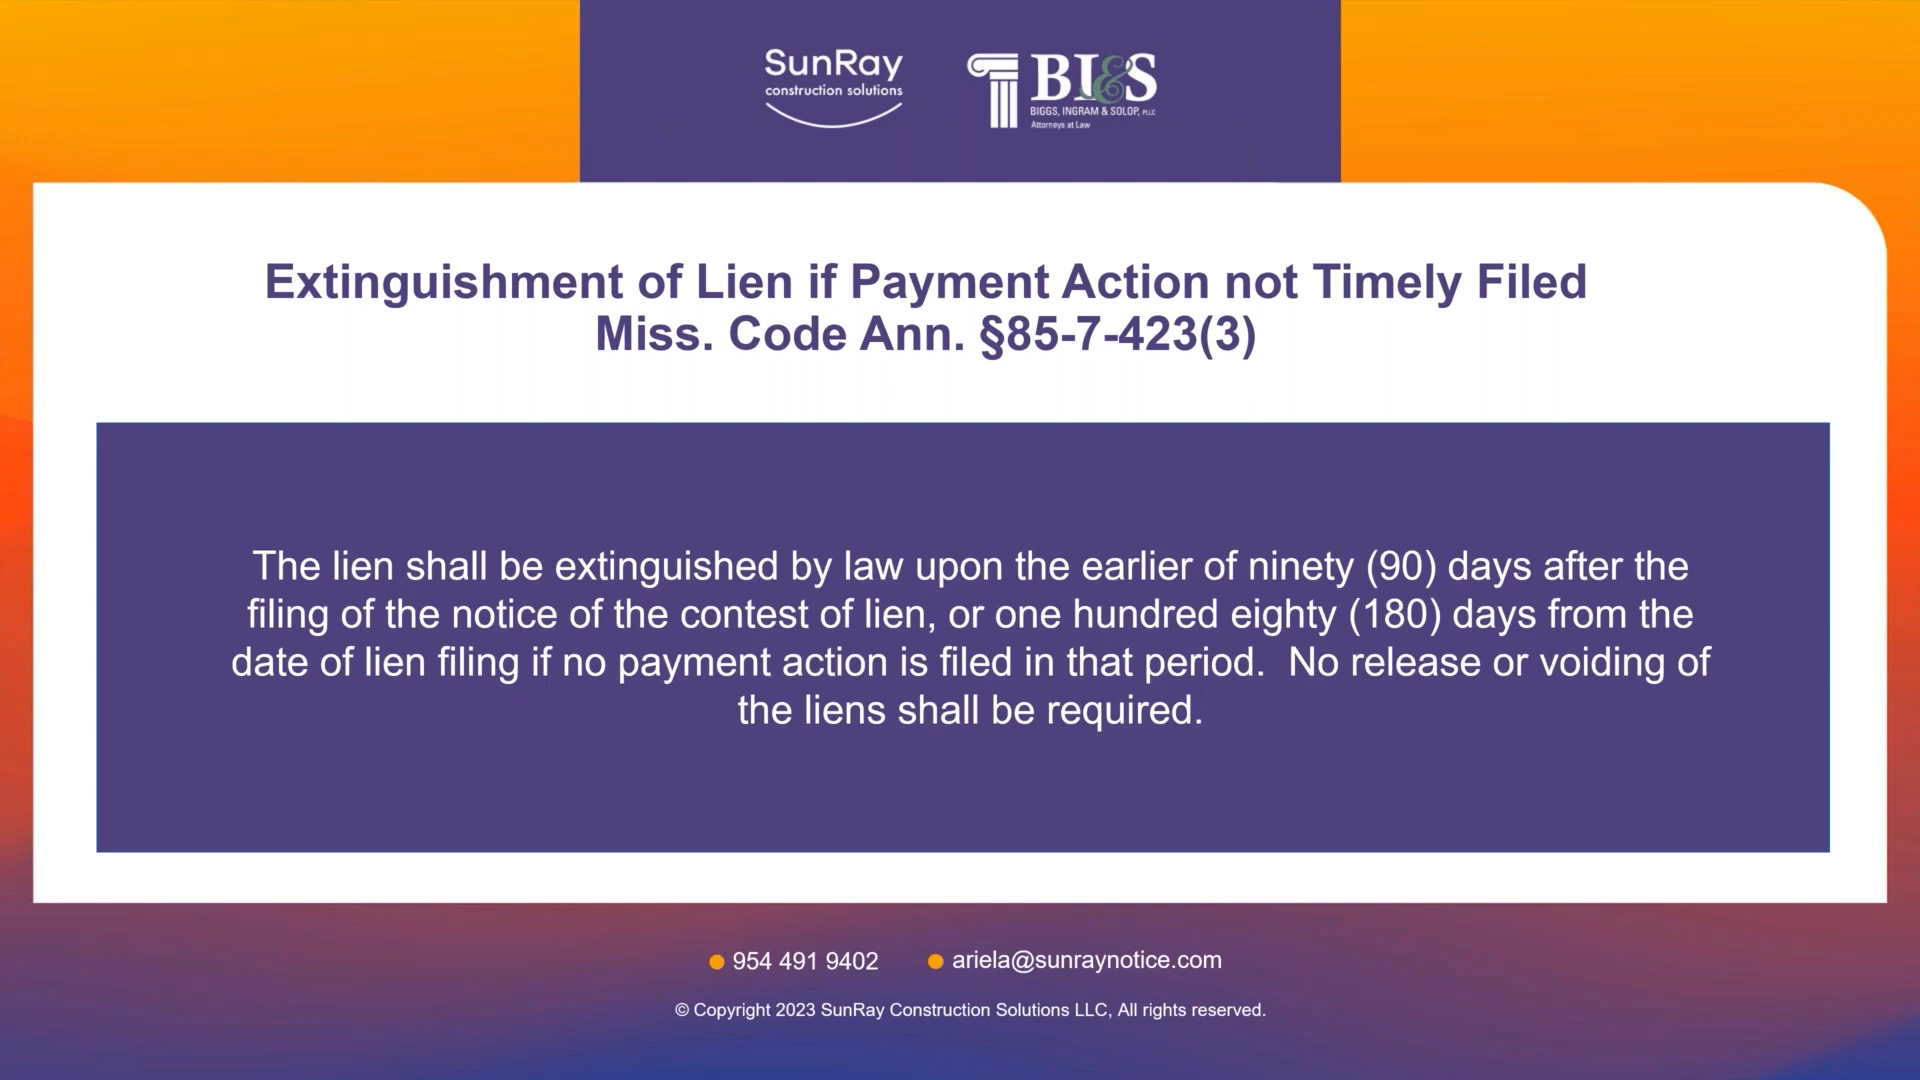 SunRay
construction solutions
BI&S
BIGGS, INGRAM & SOLOP, PLLC
Attorneys at Law
Extinguishment of Lien if Payment Action not Timely Filed
Miss. Code Ann. §85-7-423(3)
The lien shall be extinguished by law upon the earlier of ninety (90) days after the
filing of the notice of the contest of lien, or one hundred eighty (180) days from the
date of lien filing if no payment action is filed in that period.  No release or voiding of
the liens shall be required.
954 491 9402
ariela@sunraynotice.com
© Copyright 2023 SunRay Construction Solutions LLC, All rights reserved.